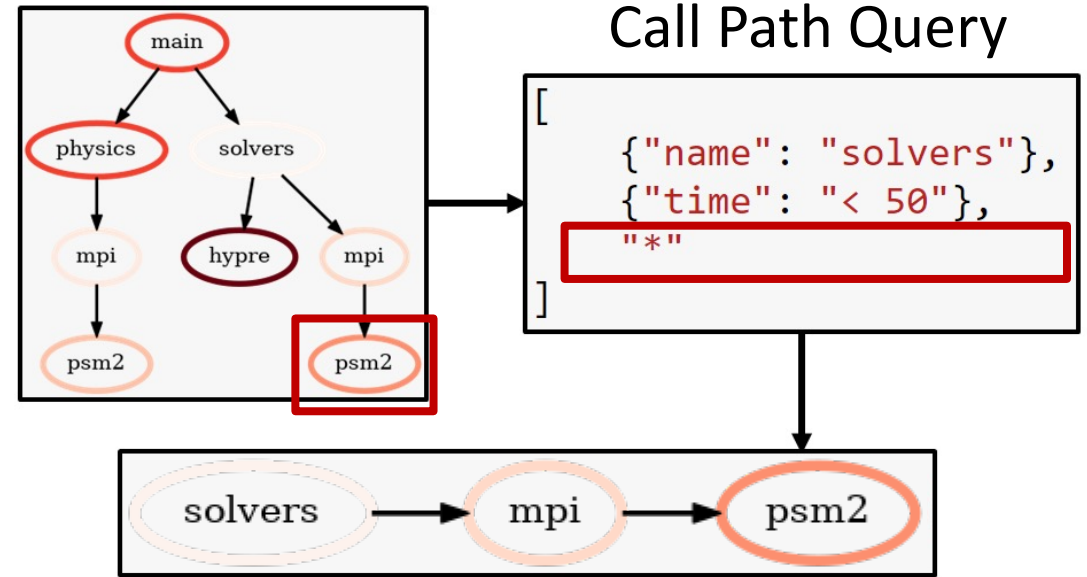 Call Path Query
main
physics
solvers
mpi
hypre
mpi
psm2
psm2
[
{"name": "solvers"},
{"time": "< 50"},
"*"
]
solvers
mpi
psm2